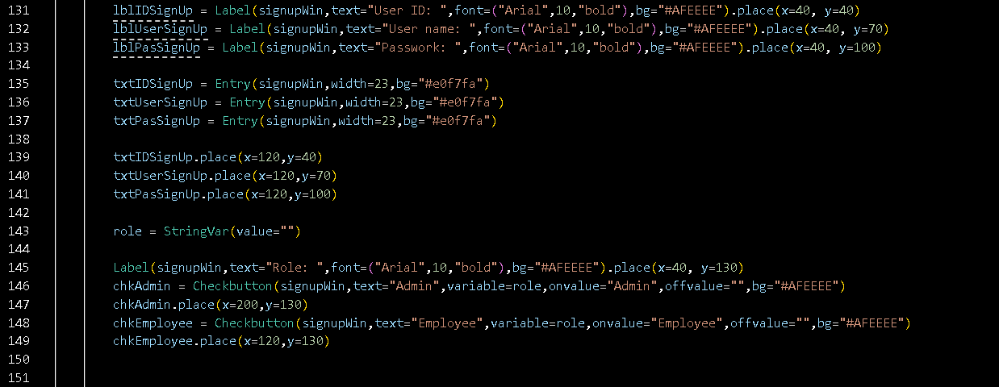 131 lblIDSignUp = Label(signupWin,text="User ID: ",font=("Arial",10,"bold"),bg="#AFEEEE").place(x=40, y=40)
132 lblUserSignUp = Label(signupWin,text="User name: ",font=("Arial",10,"bold"),bg="#AFEEEE").place(x=40, y=70)
133 lblPasSignUp = Label(signupWin,text="Passwork: ",font=("Arial",10,"bold"),bg="#AFEEEE").place(x=40, y=100)
134
135 txtIDSignUp = Entry(signupWin,width=23,bg="#e0f7fa")
136 txtUserSignUp = Entry(signupWin,width=23,bg="#e0f7fa")
137 txtPasSignUp = Entry(signupWin,width=23,bg="#e0f7fa")
138
139 txtIDSignUp.place(x=120,y=40)
140 txtUserSignUp.place(x=120,y=70)
141 txtPasSignUp.place(x=120,y=100)
142
143 role = StringVar(value="")
144
145 Label(signupWin,text="Role: ",font=("Arial",10,"bold"),bg="#AFEEEE").place(x=40, y=130)
146 chkAdmin = Checkbutton(signupWin,text="Admin",variable=role,onvalue="Admin",offvalue="",bg="#AFEEEE")
147 chkAdmin.place(x=200,y=130)
148 chkEmployee = Checkbutton(signupWin,text="Employee",variable=role,onvalue="Employee",offvalue="",bg="#AFEEEE")
149 chkEmployee.place(x=120,y=130)
150
151